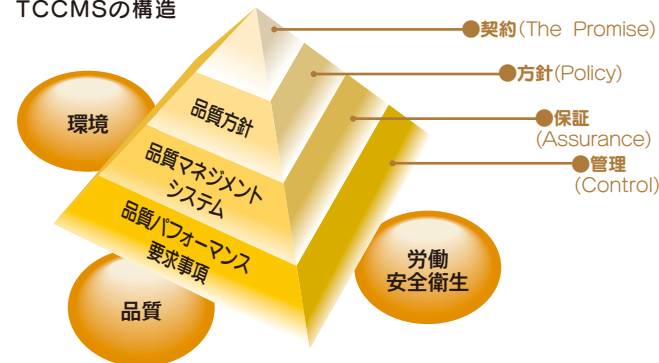 TCCMSの構造
●契約(The Promise)
●方針(Policy)
●保証
(Assurance)
●管理
(Control)
環境
品質方針
品質マネジメント
システム
品質パフォーマンス
要求事項
労働
安全衛生
品質